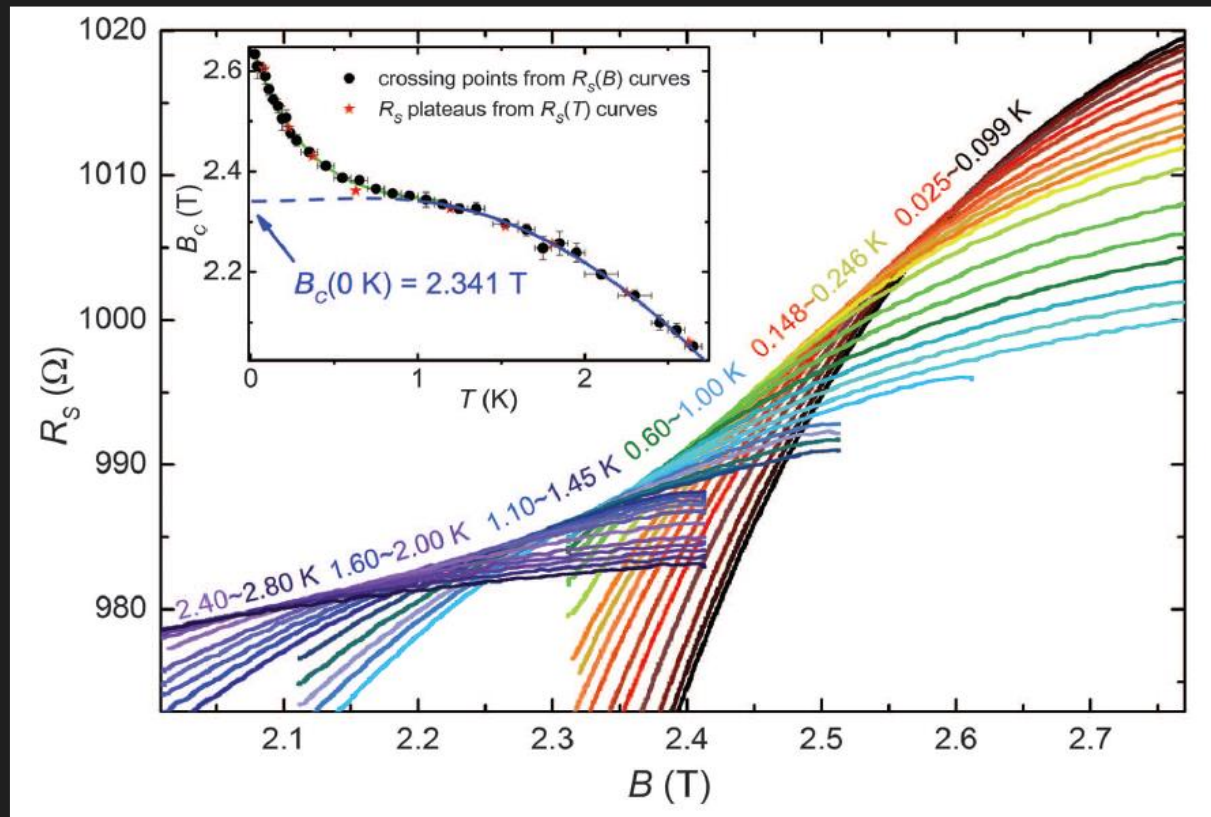 1020
1010
1000
990
980
R_S (Ω)
2.6
2.4
2.2
B_c (T)
● crossing points from R_S(B) curves
★ R_S plateaus from R_S(T) curves
B_C(0 K) = 2.341 T
0 1 2
T (K)
0.025~0.099 K
0.148~0.246 K
0.60~1.00 K
1.10~1.45 K
1.60~2.00 K
2.40~2.80 K
2.1 2.2 2.3 2.4 2.5 2.6 2.7
B (T)